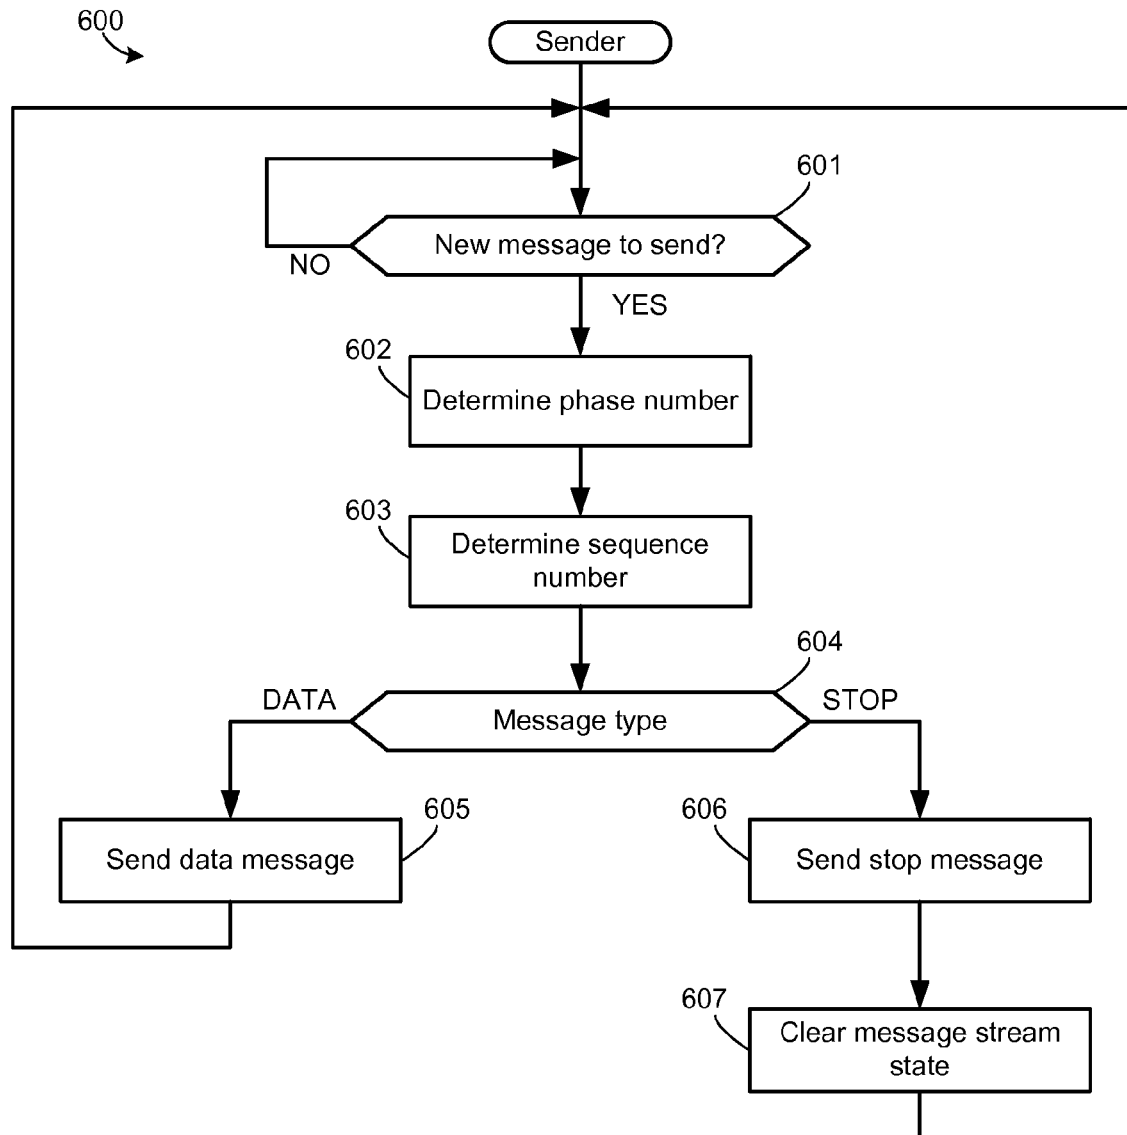 600
Sender
601
New message to send?
NO
YES
602
Determine phase number
603
Determine sequence
number
604
DATA
STOP
Message type
605
606
Send data message
Send stop message
607
Clear message stream
state